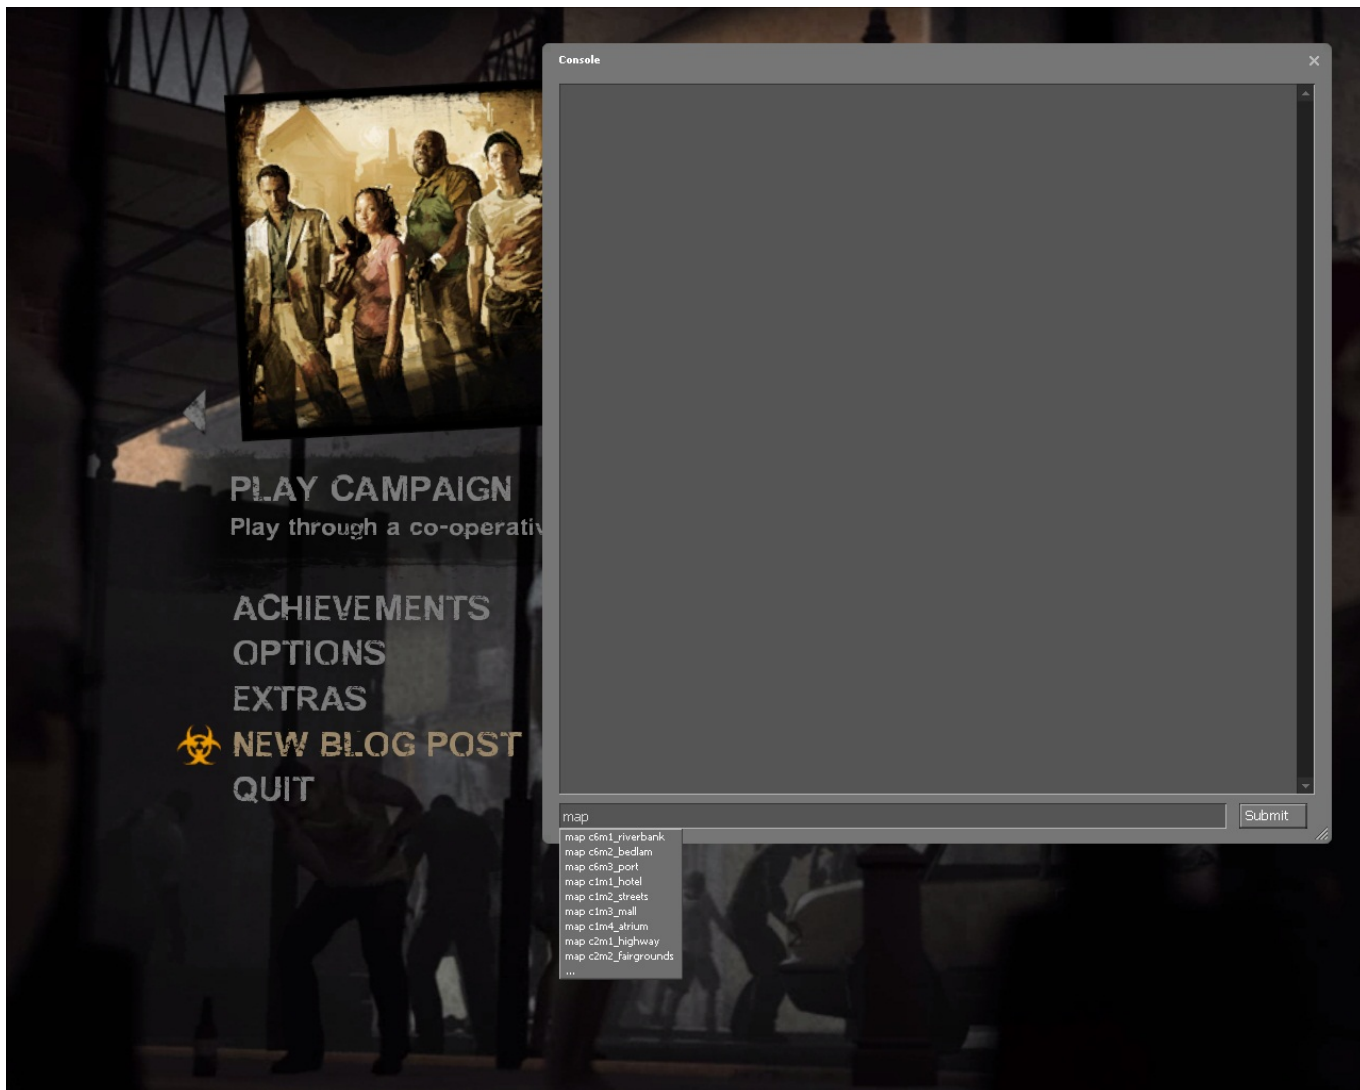 Console
PLAY CAMPAIGN
Play through a co-operativ
ACHIEVEMENTS
OPTIONS
EXTRAS
NEW BLOG POST
QUIT
map
Submit
map c6m1_riverbank
map c6m2_bedlam
map c6m3_port
map c1m1_hotel
map c1m2_streets
map c1m3_mall
map c1m4_atrium
map c2m1_highway
map c2m2_fairgrounds
...